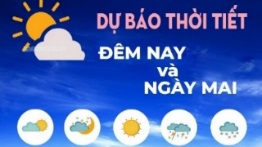 DỰ BÁO THỜI TIẾT
ĐÊM NAY
và
NGÀY MAI